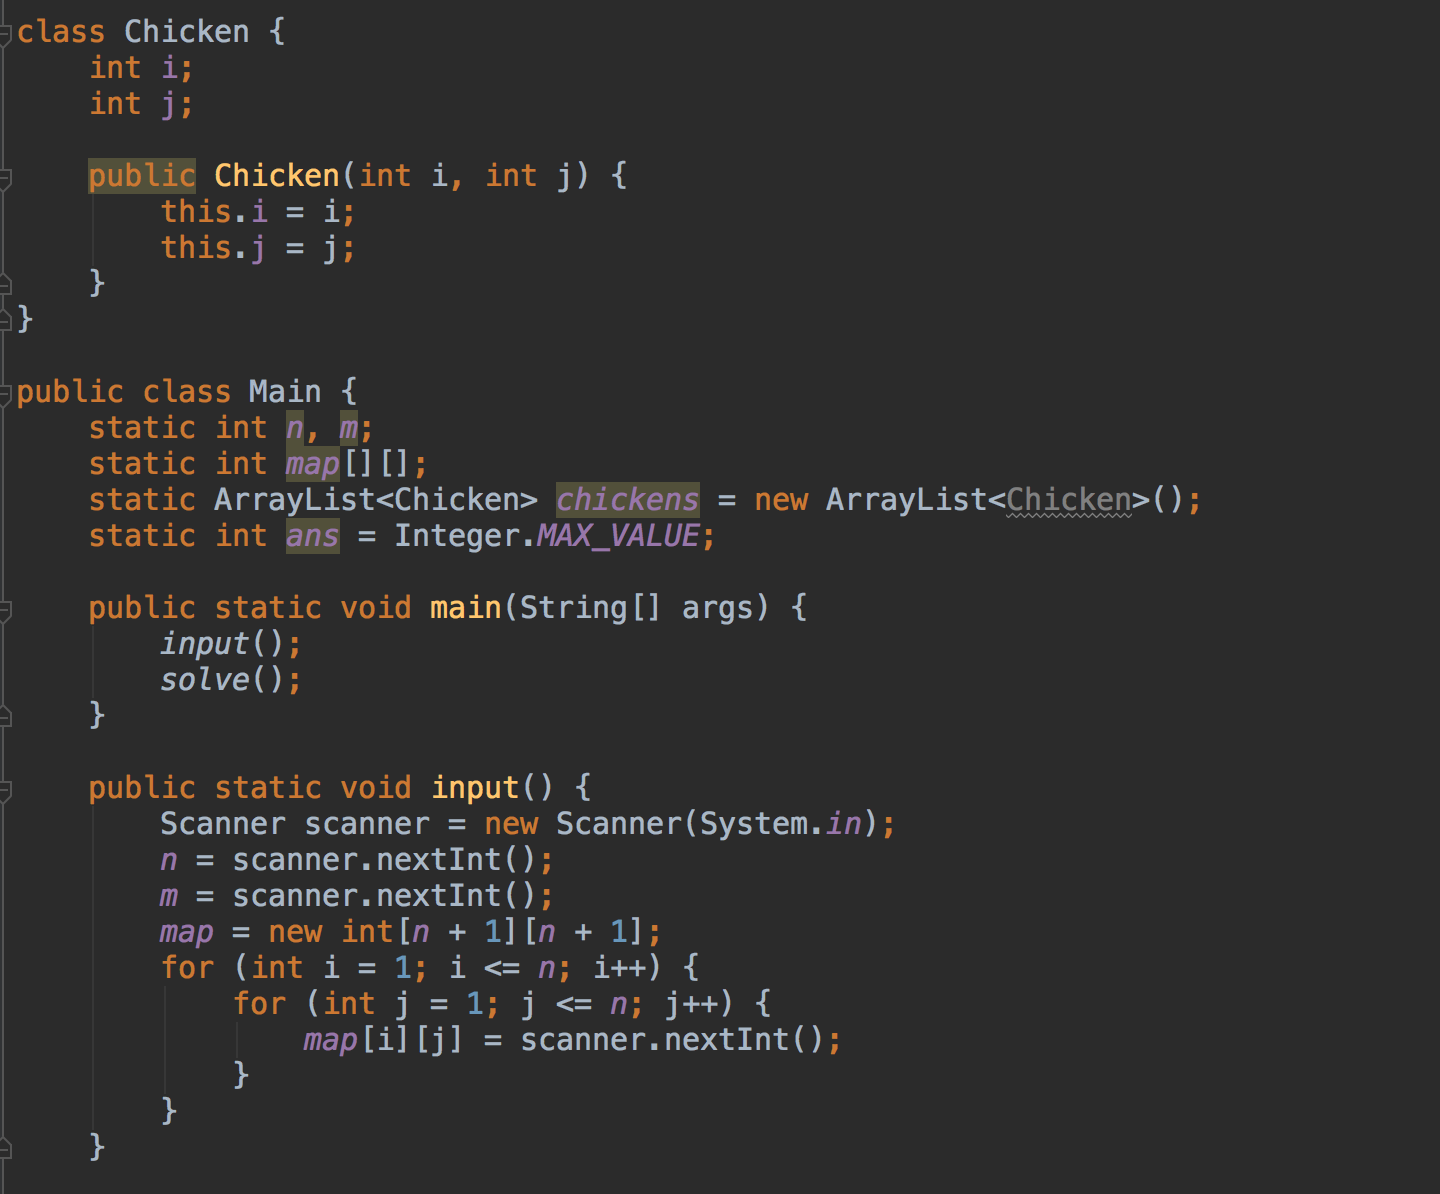 class Chicken {
    int i;
    int j;

    public Chicken(int i, int j) {
        this.i = i;
        this.j = j;
    }
}

public class Main {
    static int n, m;
    static int map[][];
    static ArrayList<Chicken> chickens = new ArrayList<Chicken>();
    static int ans = Integer.MAX_VALUE;

    public static void main(String[] args) {
        input();
        solve();
    }

    public static void input() {
        Scanner scanner = new Scanner(System.in);
        n = scanner.nextInt();
        m = scanner.nextInt();
        map = new int[n + 1][n + 1];
        for (int i = 1; i <= n; i++) {
            for (int j = 1; j <= n; j++) {
                map[i][j] = scanner.nextInt();
            }
        }
    }